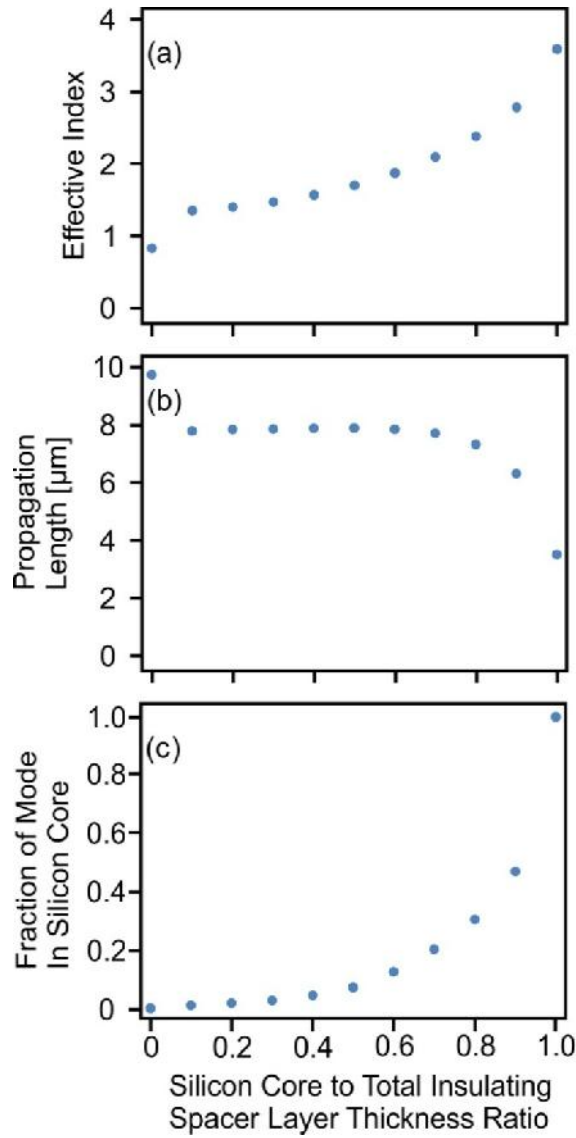 (a)
Effective Index
4
3
2
1
0
(b)
Propagation
Length [μm]
10
8
6
4
2
0
(c)
Fraction of Mode
In Silicon Core
1.0
0.8
0.6
0.4
0.2
0
0 0.2 0.4 0.6 0.8 1.0
Silicon Core to Total Insulating
Spacer Layer Thickness Ratio